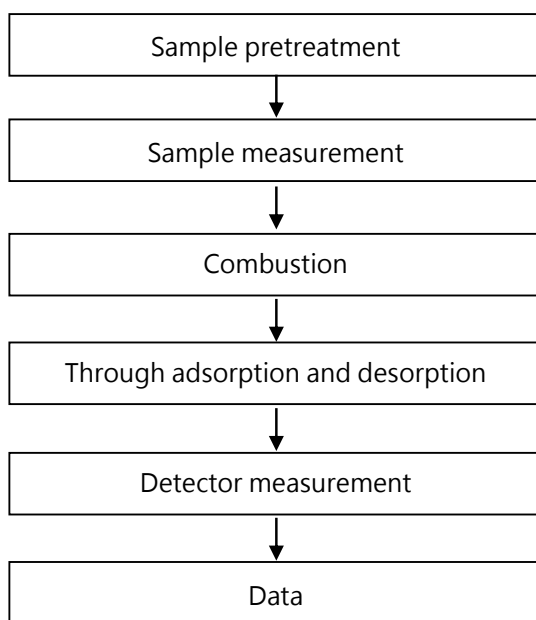 Sample pretreatment
Sample measurement
Combustion
Through adsorption and desorption
Detector measurement
Data